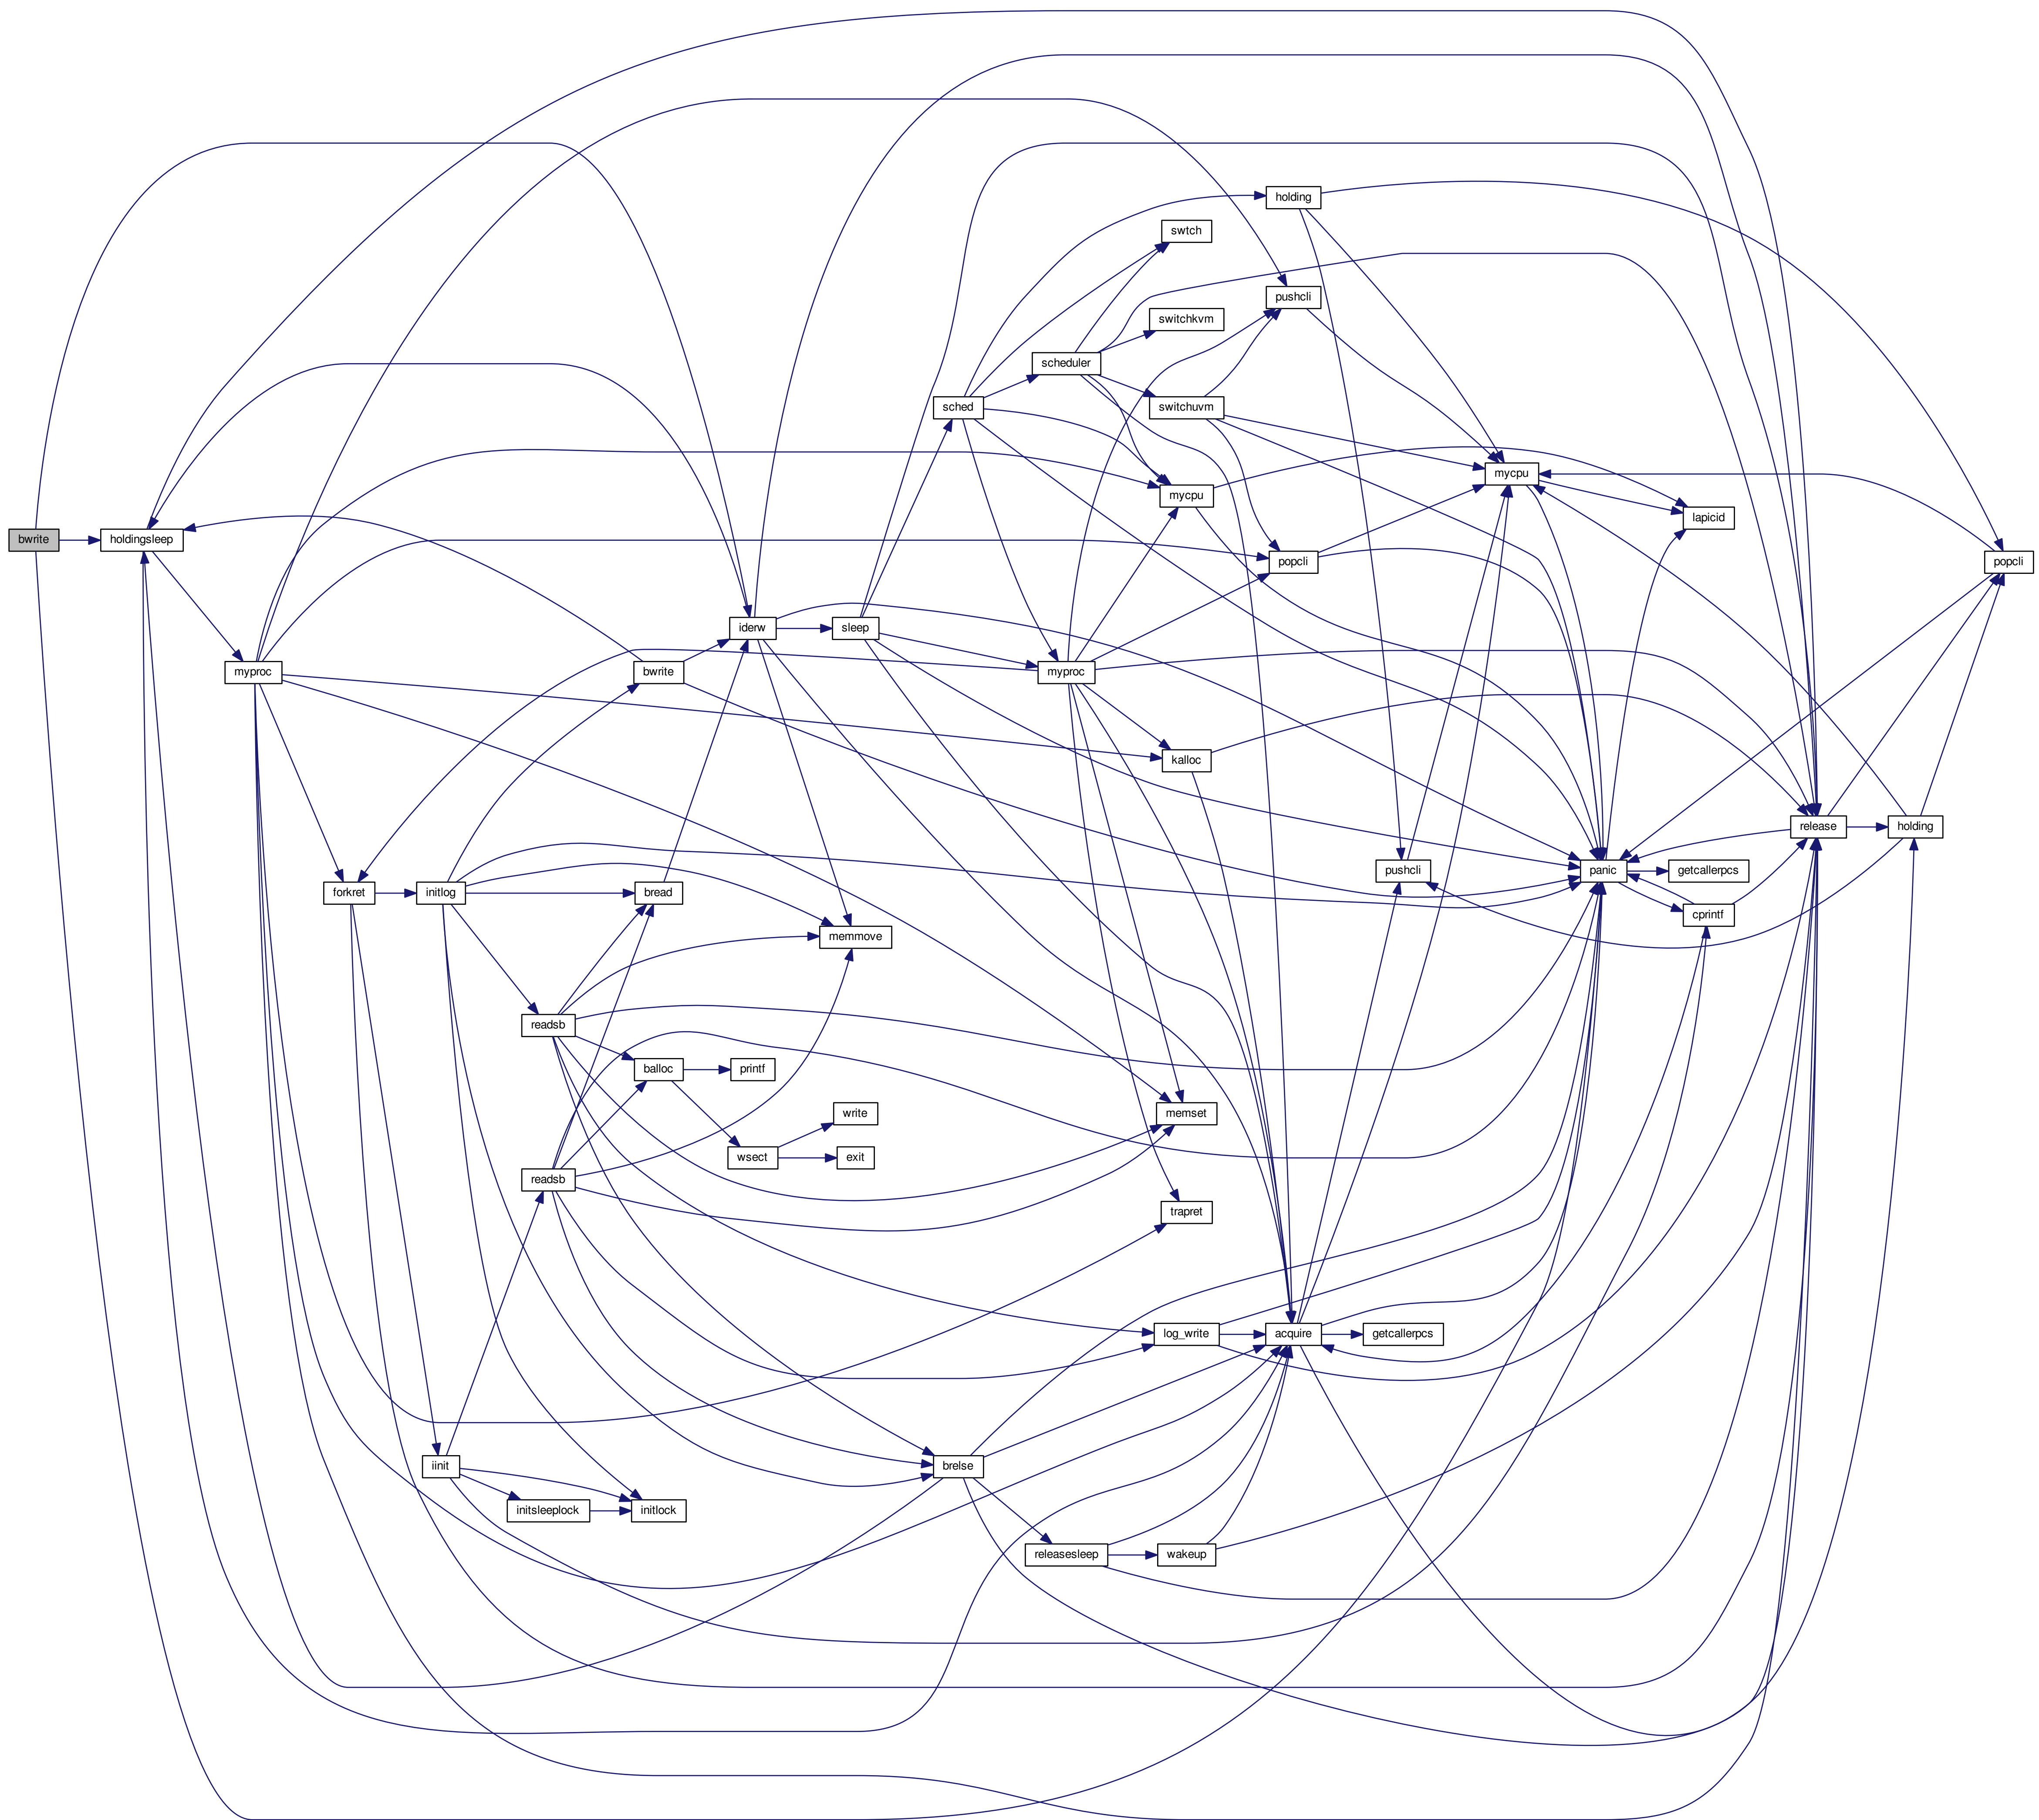 bwrite
holdingsleep
myproc
forkret
initlog
iinit
bwrite
bread
readsb
balloc
printf
readsb
wsect
write
exit
initsleeplock
initlock
iderw
sleep
memmove
brelse
sched
scheduler
myproc
releasesleep
swtch
switchkvm
switchuvm
mycpu
kalloc
memset
trapret
log_write
wakeup
holding
pushcli
popcli
acquire
pushcli
getcallerpcs
mycpu
panic
lapicid
getcallerpcs
cprintf
release
holding
popcli